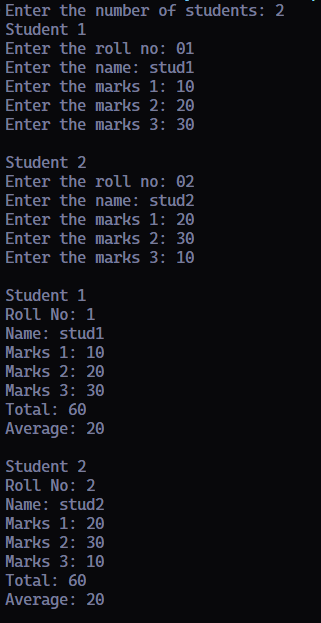 Enter the number of students: 2
Student 1
Enter the roll no: 01
Enter the name: stud1
Enter the marks 1: 10
Enter the marks 2: 20
Enter the marks 3: 30
Student 2
Enter the roll no: 02
Enter the name: stud2
Enter the marks 1: 20
Enter the marks 2: 30
Enter the marks 3: 10
Student 1
Roll No: 1
Name: stud1
Marks 1: 10
Marks 2: 20
Marks 3: 30
Total: 60
Average: 20
Student 2
Roll No: 2
Name: stud2
Marks 1: 20
Marks 2: 30
Marks 3: 10
Total: 60
Average: 20